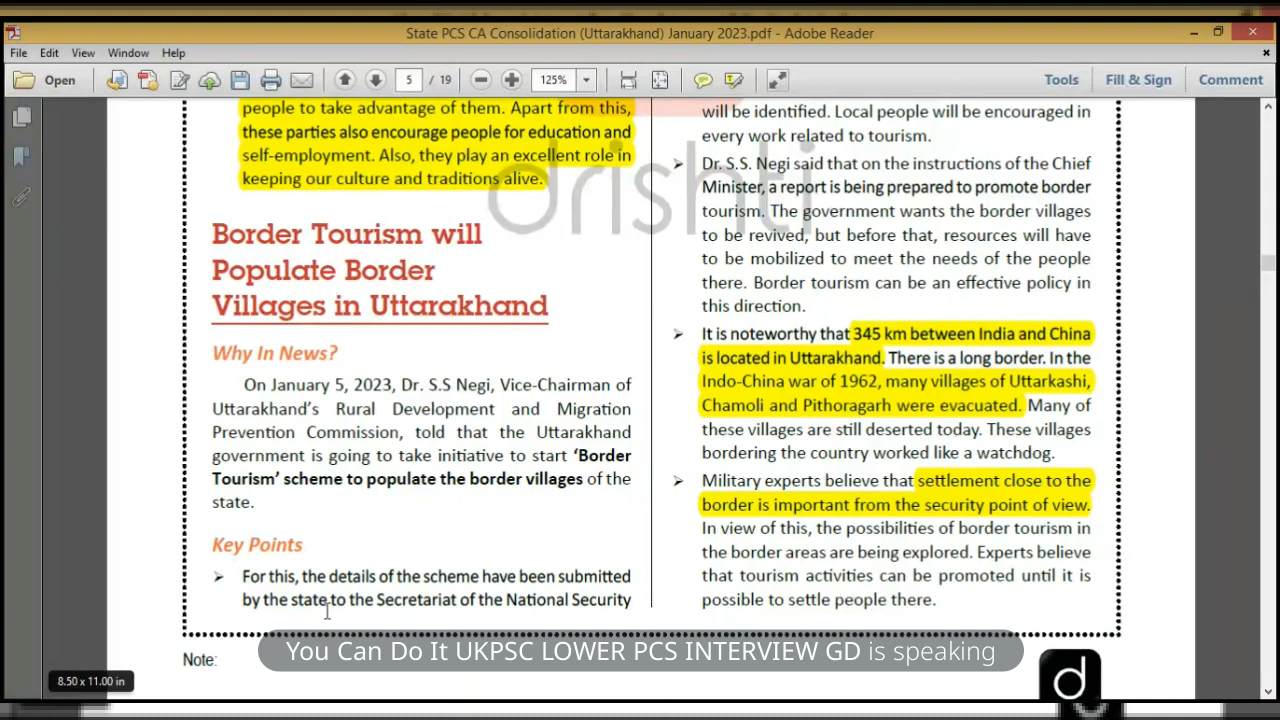 State PCS CA Consolidation (Uttarakhand) January 2023.pdf - Adobe Reader
File Edit View Window Help
Open 5 / 19 125% Tools Fill & Sign Comment
people to take advantage of them. Apart from this,
these parties also encourage people for education and
self-employment. Also, they play an excellent role in
keeping our culture and traditions alive.
Border Tourism will
Populate Border
Villages in Uttarakhand
Why In News?
On January 5, 2023, Dr. S.S Negi, Vice-Chairman of
Uttarakhand's Rural Development and Migration
Prevention Commission, told that the Uttarakhand
government is going to take initiative to start 'Border
Tourism' scheme to populate the border villages of the
state.
Key Points
➢ For this, the details of the scheme have been submitted
by the state to the Secretariat of the National Security
will be identified. Local people will be encouraged in
every work related to tourism.
➢ Dr. S.S. Negi said that on the instructions of the Chief
Minister, a report is being prepared to promote border
tourism. The government wants the border villages
to be revived, but before that, resources will have
to be mobilized to meet the needs of the people
there. Border tourism can be an effective policy in
this direction.
➢ It is noteworthy that 345 km between India and China
is located in Uttarakhand. There is a long border. In the
Indo-China war of 1962, many villages of Uttarkashi,
Chamoli and Pithoragarh were evacuated. Many of
these villages are still deserted today. These villages
bordering the country worked like a watchdog.
➢ Military experts believe that settlement close to the
border is important from the security point of view.
In view of this, the possibilities of border tourism in
the border areas are being explored. Experts believe
that tourism activities can be promoted until it is
possible to settle people there.
drishti
Note:
You Can Do It UKPSC LOWER PCS INTERVIEW GD is speaking
8.50 x 11.00 in
d